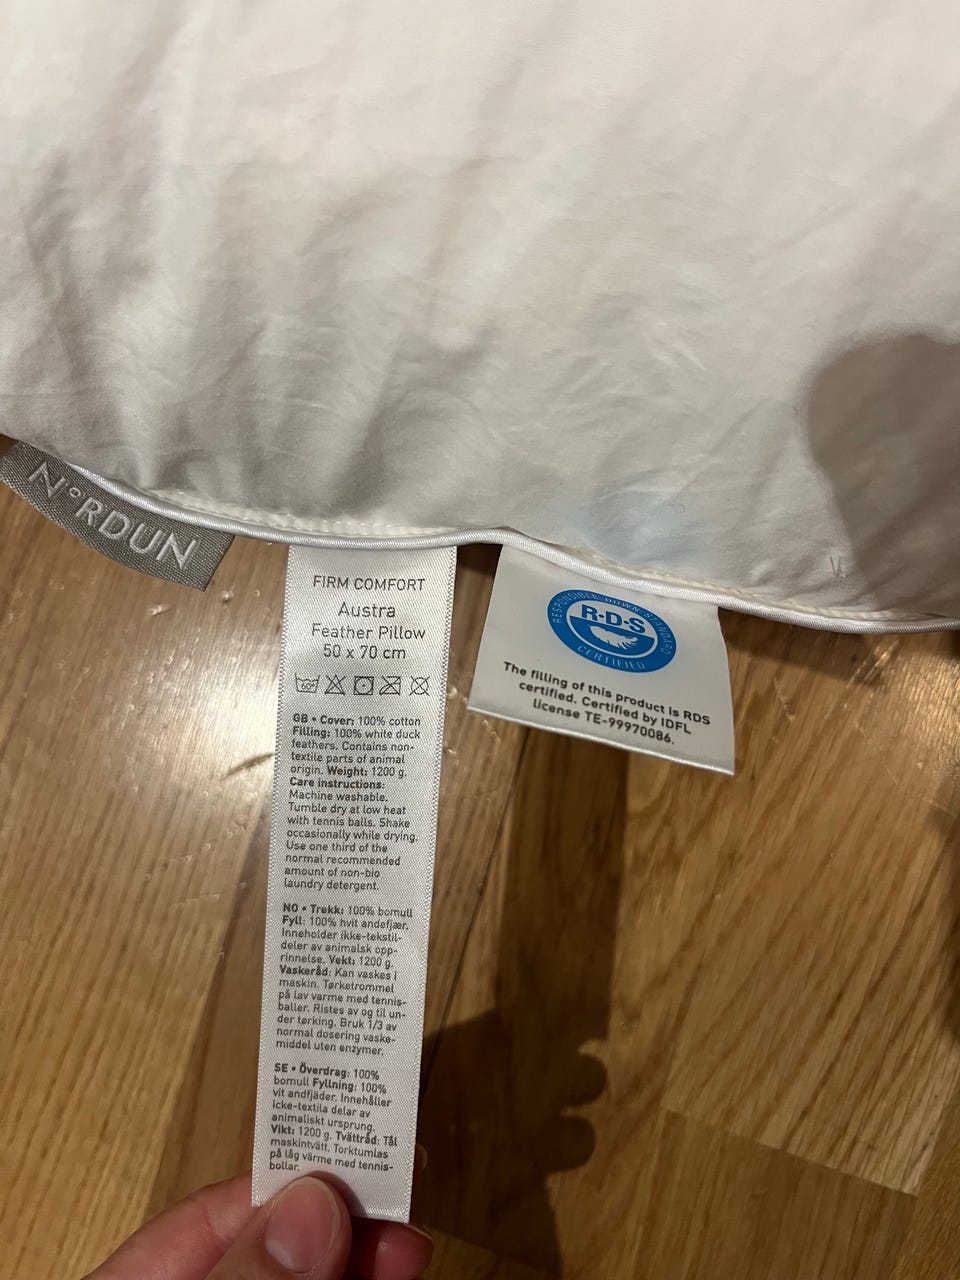 N°RDUN
FIRM COMFORT
Austra
Feather Pillow
50 x 70 cm
60°
GB • Cover: 100% cotton
Filling: 100% white duck
feathers. Contains non-
textile parts of animal
origin. Weight: 1200 g.
Care instructions:
Machine washable.
Tumble dry at low heat
with tennis balls. Shake
occasionally while drying.
Use one third of the
normal recommended
amount of non-bio
laundry detergent.
NO • Trekk: 100% bomull
Fyll: 100% hvit andefjær.
Inneholder ikke-tekstil-
deler av animalsk opp-
rinnelse. Vekt: 1200 g.
Vaskeråd: Kan vaskes i
maskin. Tørketrommel
på lav varme med tennis-
baller. Ristes av og til un-
der tørking. Bruk 1/3 av
normal dosering vaske-
middel uten enzymer.
SE • Överdrag: 100%
bomull Fyllning: 100%
vit andfjäder. Innehåller
icke-textila delar av
animaliskt ursprung.
Vikt: 1200 g. Tvättråd: Tål
maskintvätt. Torktumlas
på låg värme med tennis-
bollar.
RESPONSIBLE DOWN STANDARD
R·D·S
CERTIFIED
The filling of this product is RDS
certified. Certified by IDFL
license TE-99970086.